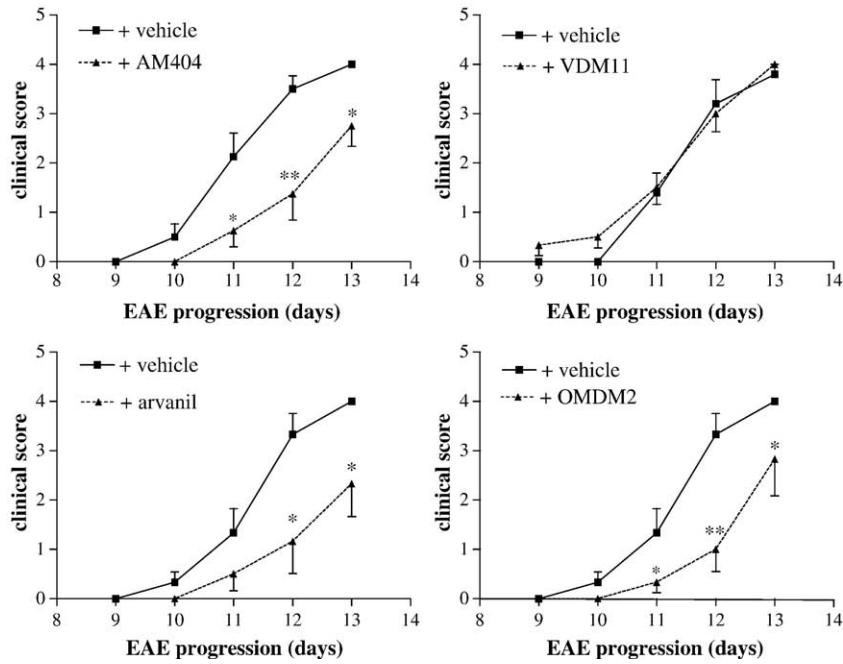 + vehicle
+ AM404
clinical score
5
4
3
2
1
0
*
**
*
8 9 10 11 12 13 14
EAE progression (days)
+ vehicle
+ VDM11
clinical score
5
4
3
2
1
0
8 9 10 11 12 13 14
EAE progression (days)
+ vehicle
+ arvanil
clinical score
5
4
3
2
1
0
*
*
8 9 10 11 12 13 14
EAE progression (days)
+ vehicle
+ OMDM2
clinical score
5
4
3
2
1
0
*
**
*
8 9 10 11 12 13 14
EAE progression (days)